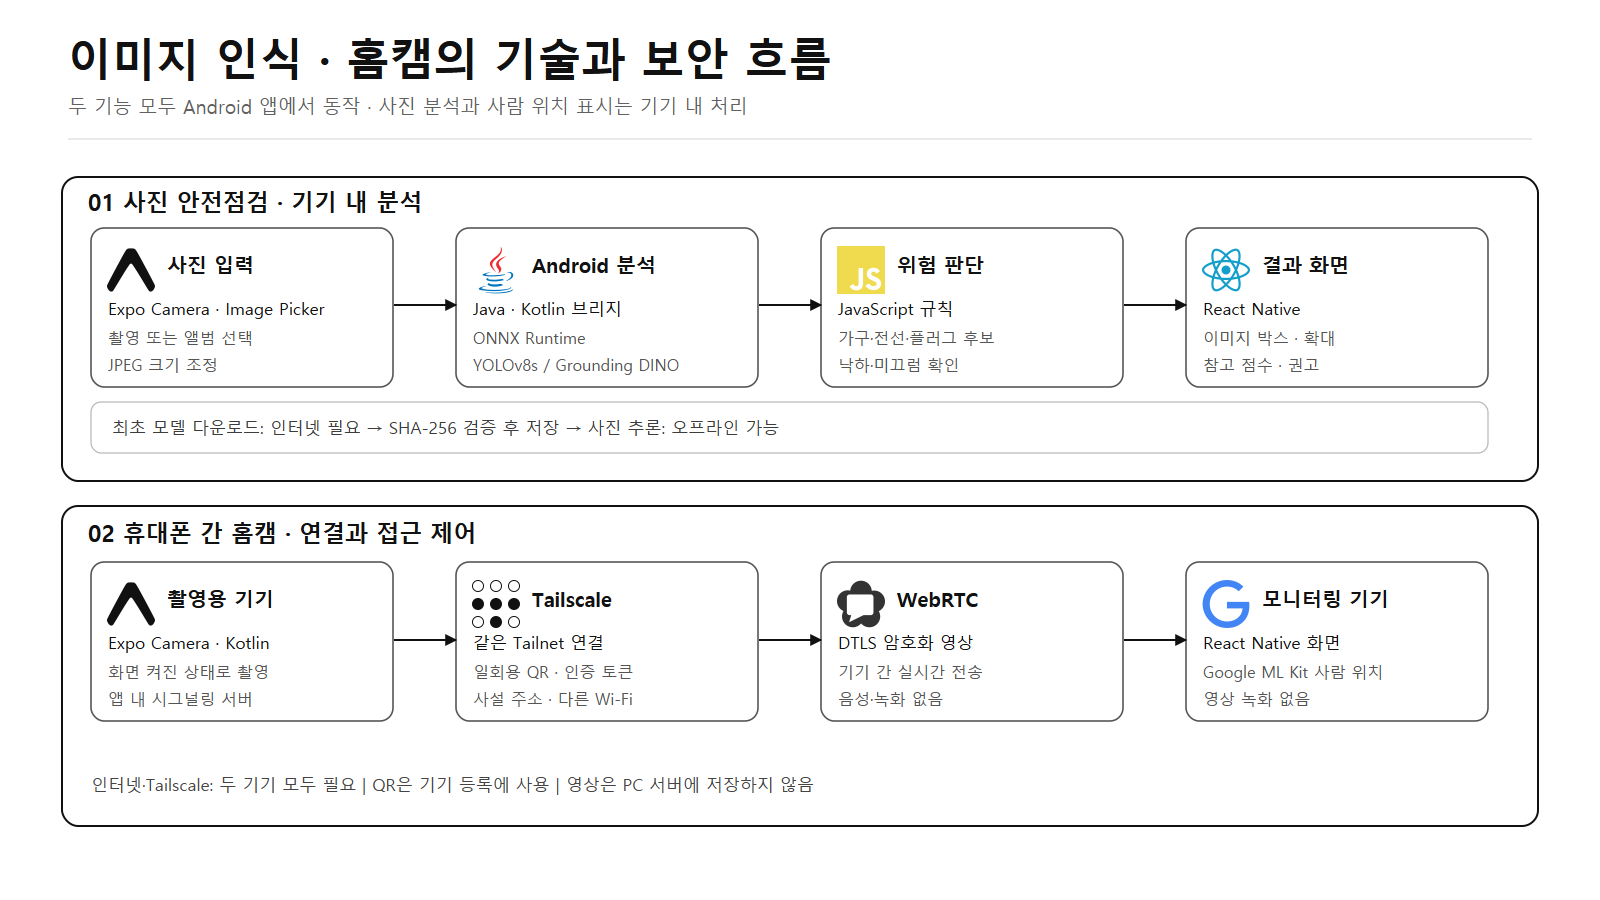 이미지 인식 · 홈캠의 기술과 보안 흐름
두 기능 모두 Android 앱에서 동작 · 사진 분석과 사람 위치 표시는 기기 내 처리
01 사진 안전점검 · 기기 내 분석
사진 입력
Expo Camera · Image Picker
촬영 또는 앨범 선택
JPEG 크기 조정
Android 분석
Java · Kotlin 브리지
ONNX Runtime
YOLOv8s / Grounding DINO
JS
위험 판단
JavaScript 규칙
가구·전선·플러그 후보
낙하·미끄럼 확인
결과 화면
React Native
이미지 박스 · 확대
참고 점수 · 권고
최초 모델 다운로드: 인터넷 필요 → SHA-256 검증 후 저장 → 사진 추론: 오프라인 가능
02 휴대폰 간 홈캠 · 연결과 접근 제어
촬영용 기기
Expo Camera · Kotlin
화면 켜진 상태로 촬영
앱 내 시그널링 서버
Tailscale
같은 Tailnet 연결
일회용 QR · 인증 토큰
사설 주소 · 다른 Wi-Fi
WebRTC
DTLS 암호화 영상
기기 간 실시간 전송
음성·녹화 없음
G
모니터링 기기
React Native 화면
Google ML Kit 사람 위치
영상 녹화 없음
인터넷·Tailscale: 두 기기 모두 필요 | QR은 기기 등록에 사용 | 영상은 PC 서버에 저장하지 않음